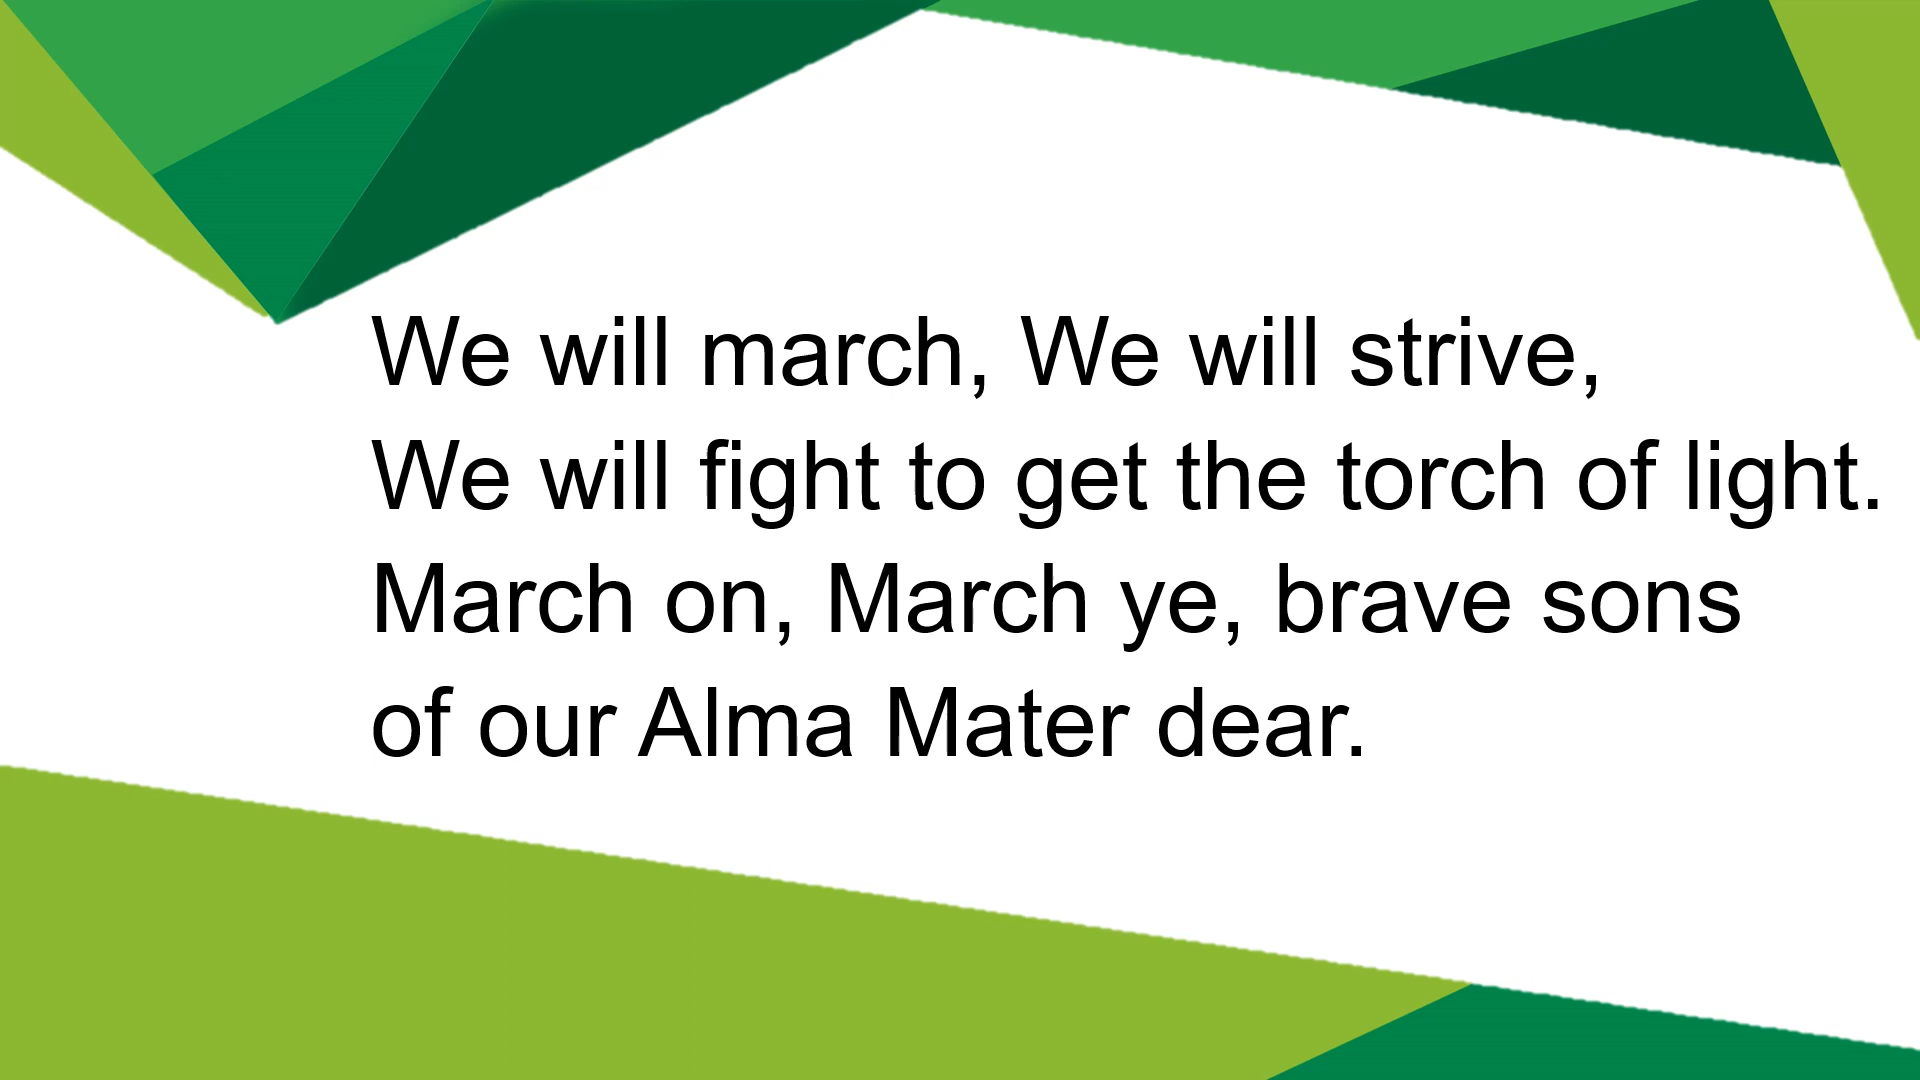 We will march, We will strive,
We will fight to get the torch of light.
March on, March ye, brave sons
of our Alma Mater dear.